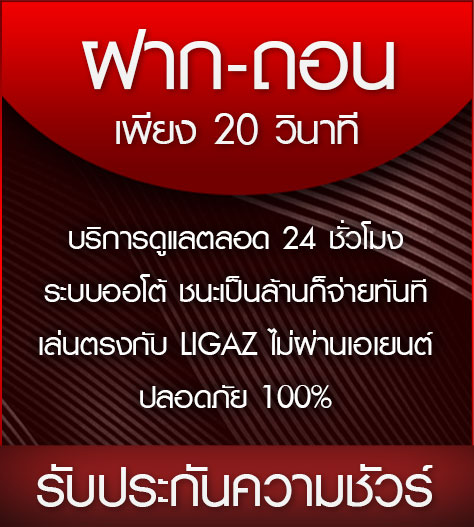 ฝาก-ถอน
เพียง 20 วินาที
บริการดูแลตลอด 24 ชั่วโมง
ระบบออโต้ ชนะเป็นล้านก็จ่ายทันที
เล่นตรงกับ LIGAZ ไม่ผ่านเอเยนต์
ปลอดภัย 100%
รับประกันความชัวร์